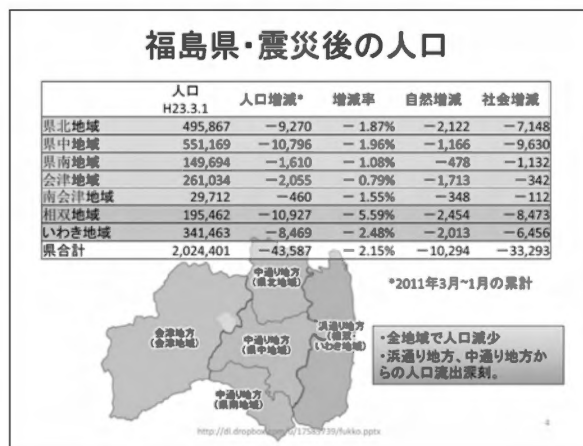 福島県・震災後の人口
人口 H23.3.1 人口増減* 増減率 自然増減 社会増減
県北地域 495,867 −9,270 − 1.87% −2,122 −7,148
県中地域 551,169 −10,796 − 1.96% −1,166 −9,630
県南地域 149,694 −1,610 − 1.08% −478 −1,132
会津地域 261,034 −2,055 − 0.79% −1,713 −342
南会津地域 29,712 −460 − 1.55% −348 −112
相双地域 195,462 −10,927 − 5.59% −2,454 −8,473
いわき地域 341,463 −8,469 − 2.48% −2,013 −6,456
県合計 2,024,401 −43,587 − 2.15% −10,294 −33,293
*2011年3月~1月の累計
中通り地方
(県北地域)
会津地方
(会津地域)
中通り地方
(県中地域)
浜通り地方
(相双・
いわき地域)
中通り地方
(県南地域)
・全地域で人口減少
・浜通り地方、中通り地方か
らの人口流出深刻。
4